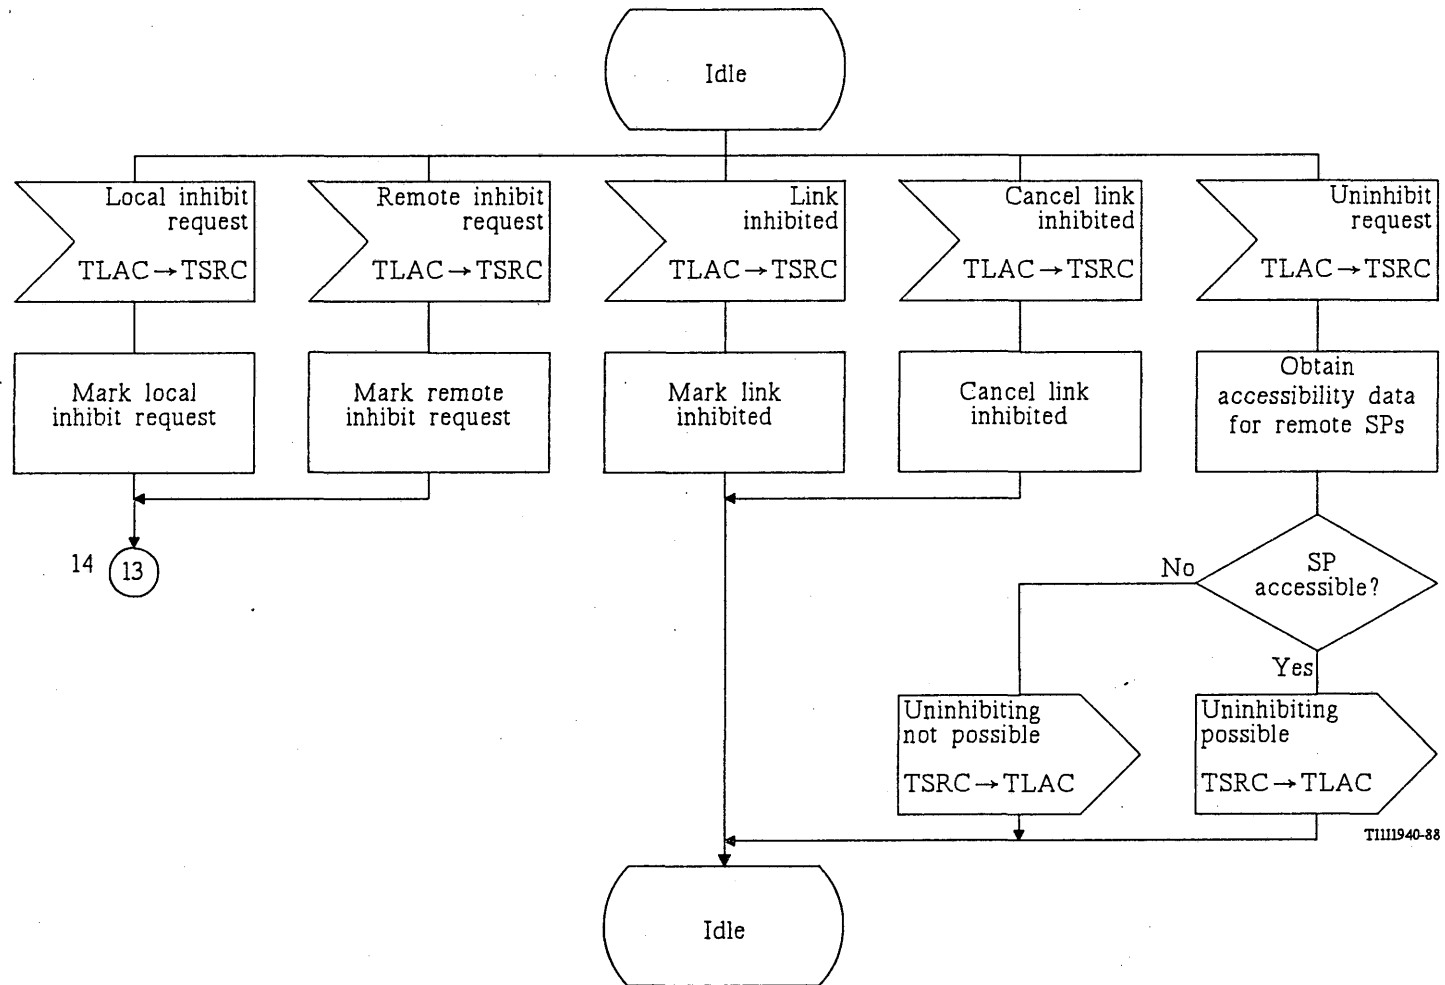 Idle
Local inhibit
request
TLAC→TSRC
Remote inhibit
request
TLAC→TSRC
Link
inhibited
TLAC→TSRC
Cancel link
inhibited
TLAC→TSRC
Uninhibit
request
TLAC→TSRC
Mark local
inhibit request
Mark remote
inhibit request
Mark link
inhibited
Cancel link
inhibited
Obtain
accessibility data
for remote SPs
14
13
No
SP
accessible?
Yes
Uninhibiting
not possible
TSRC→TLAC
Uninhibiting
possible
TSRC→TLAC
T1111940-88
Idle